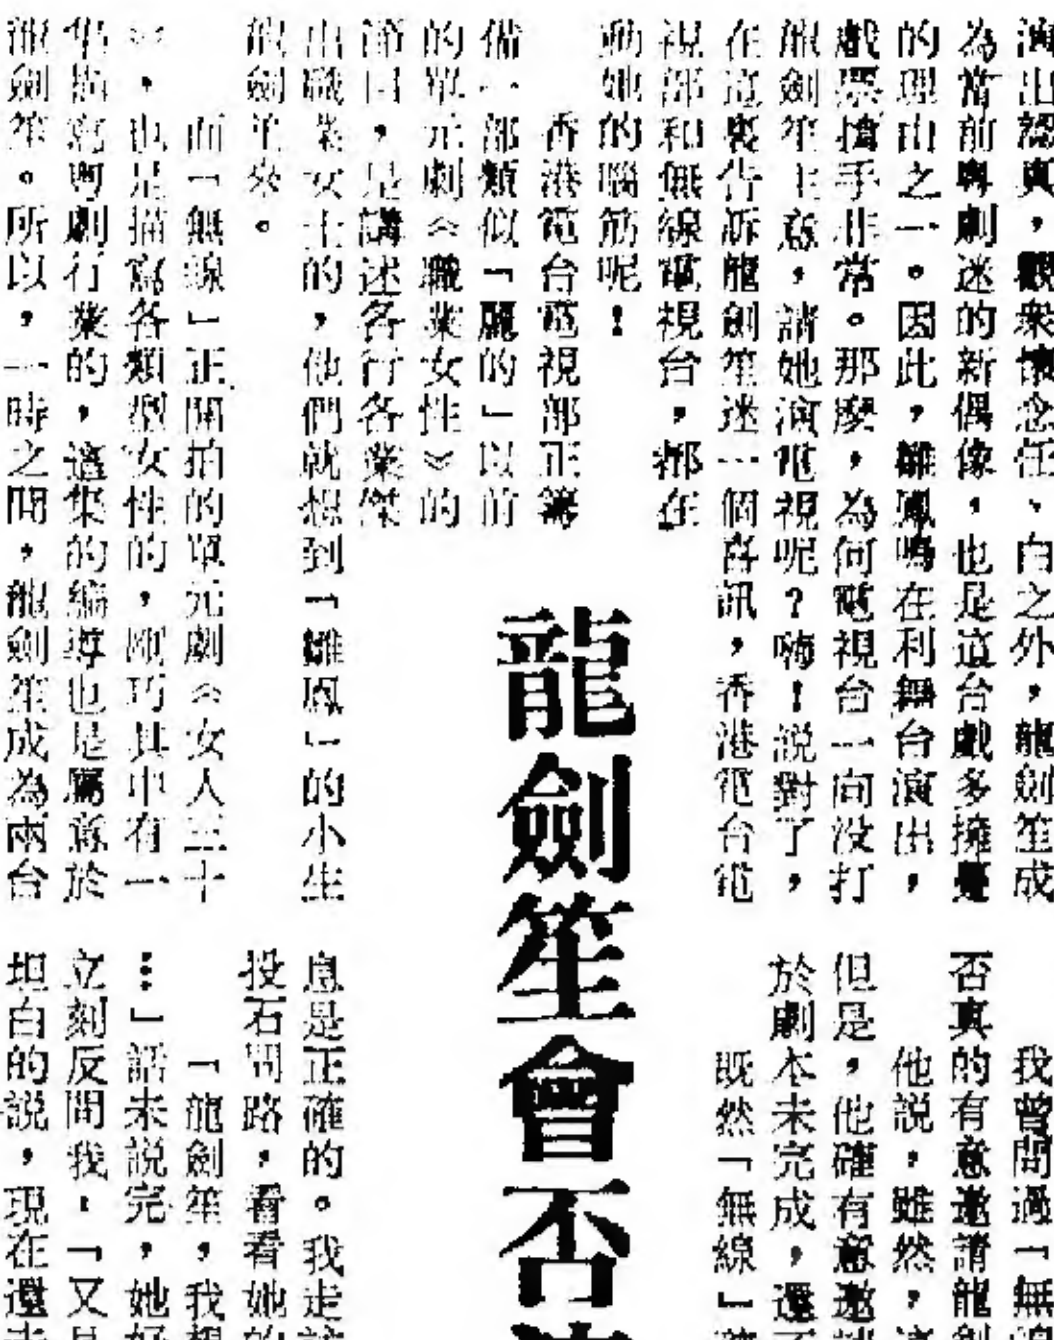 演出認真，觀衆懷念任、白之外，龍劍笙成
為當前粵劇迷的新偶像，也是這台戲多擁躉
的理由之一。因此，雛鳳鳴在利舞台演出，
戲票搶手非常。那麽，為何電視台一向没打
龍劍笙主意，請她演電視呢？嗨！説對了，
在這裏告訴龍劍笙迷一個喜訊，香港電台電
視部和無線電視台，都在
動她的腦筋呢！
香港電台電視部正籌
備一部類似「麗的」以前
的單元劇《職業女性》的
節目，是講述各行各業傑
出職業女士的，他們就想到「雛鳳」的小生
龍劍笙來。
而「無線」正開拍的單元劇《女人三十
》，也是描寫各類型女性的，剛巧其中有一
集描寫粵劇行業的，這集的編導也是屬意於
龍劍笙。所以，一時之間，龍劍笙成為兩台
龍劍笙會否
我曾問過「無
否真的有意邀請龍
他説，雖然，
但是，他確有意邀
於劇本未完成，還
既然「無線」
息是正確的。我走
投石問路，看看她的
「龍劍笙，我想
…」話未説完，她好
立刻反問我：「又
坦白的説，現在還未